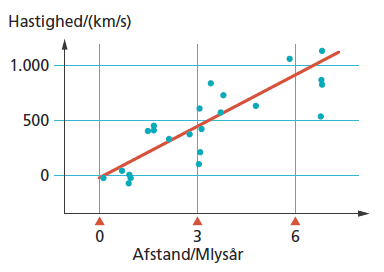 Hastighed/(km/s)
1.000
500
0
0 3 6
Afstand/Mlysår